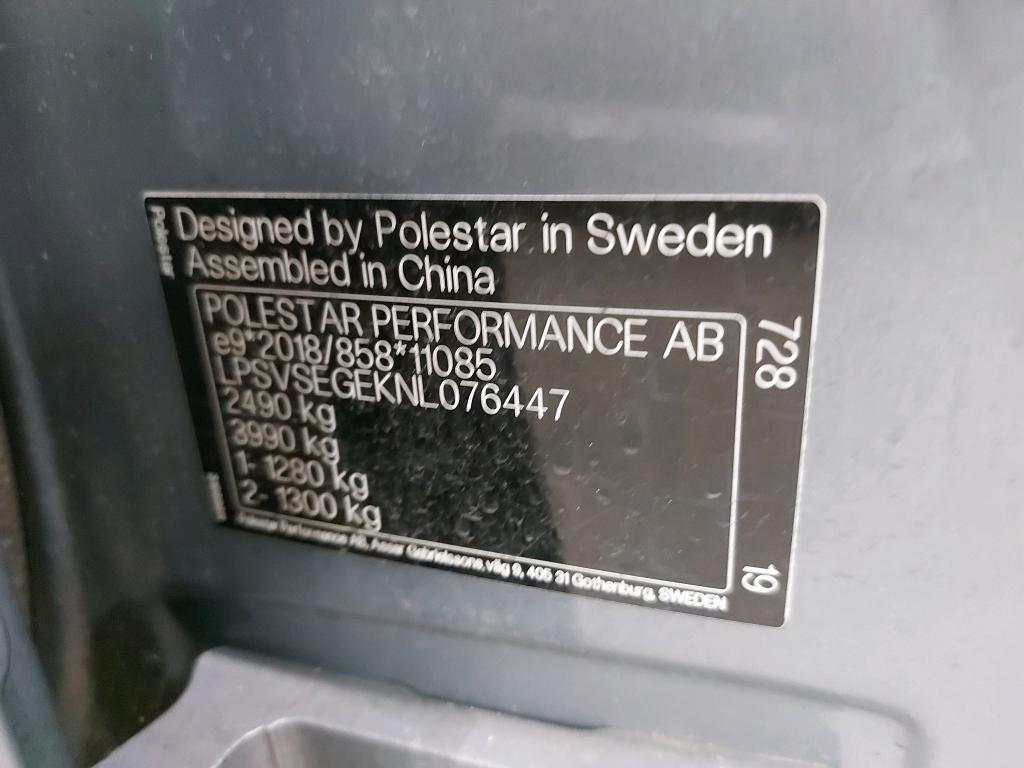 Polestar
Designed by Polestar in Sweden
Assembled in China
POLESTAR PERFORMANCE AB
e9*2018/858*11085
LPSVSEGEKNL076447
2490 kg
3990 kg
1- 1280 kg
2- 1300 kg
Polestar Performance AB, Assar Gabrielssons väg 9, 405 31 Gothenburg, SWEDEN
728
19